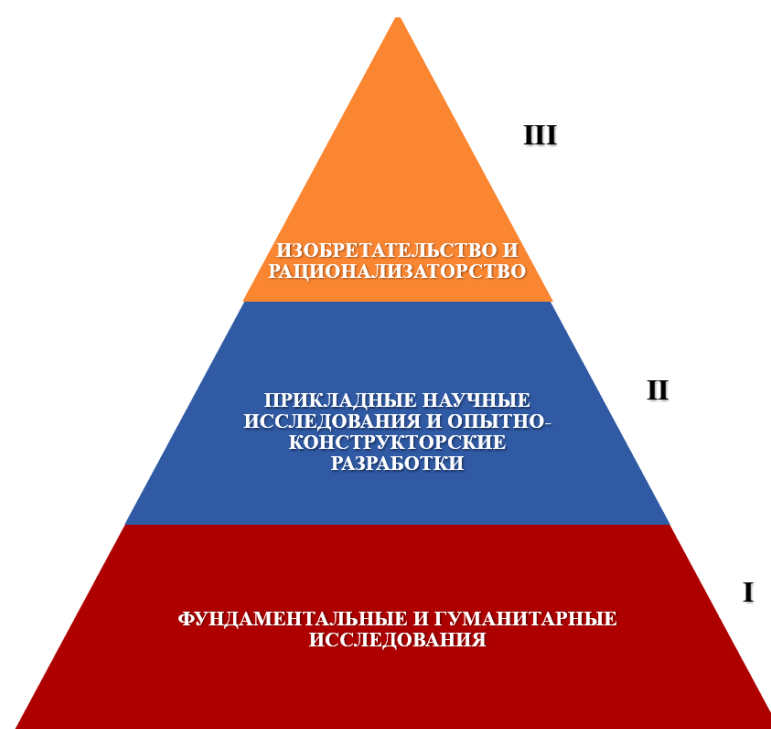 III
ИЗОБРЕТАТЕЛЬСТВО И
РАЦИОНАЛИЗАТОРСТВО
II
ПРИКЛАДНЫЕ НАУЧНЫЕ
ИССЛЕДОВАНИЯ И ОПЫТНО-
КОНСТРУКТОРСКИЕ
РАЗРАБОТКИ
I
ФУНДАМЕНТАЛЬНЫЕ И ГУМАНИТАРНЫЕ
ИССЛЕДОВАНИЯ